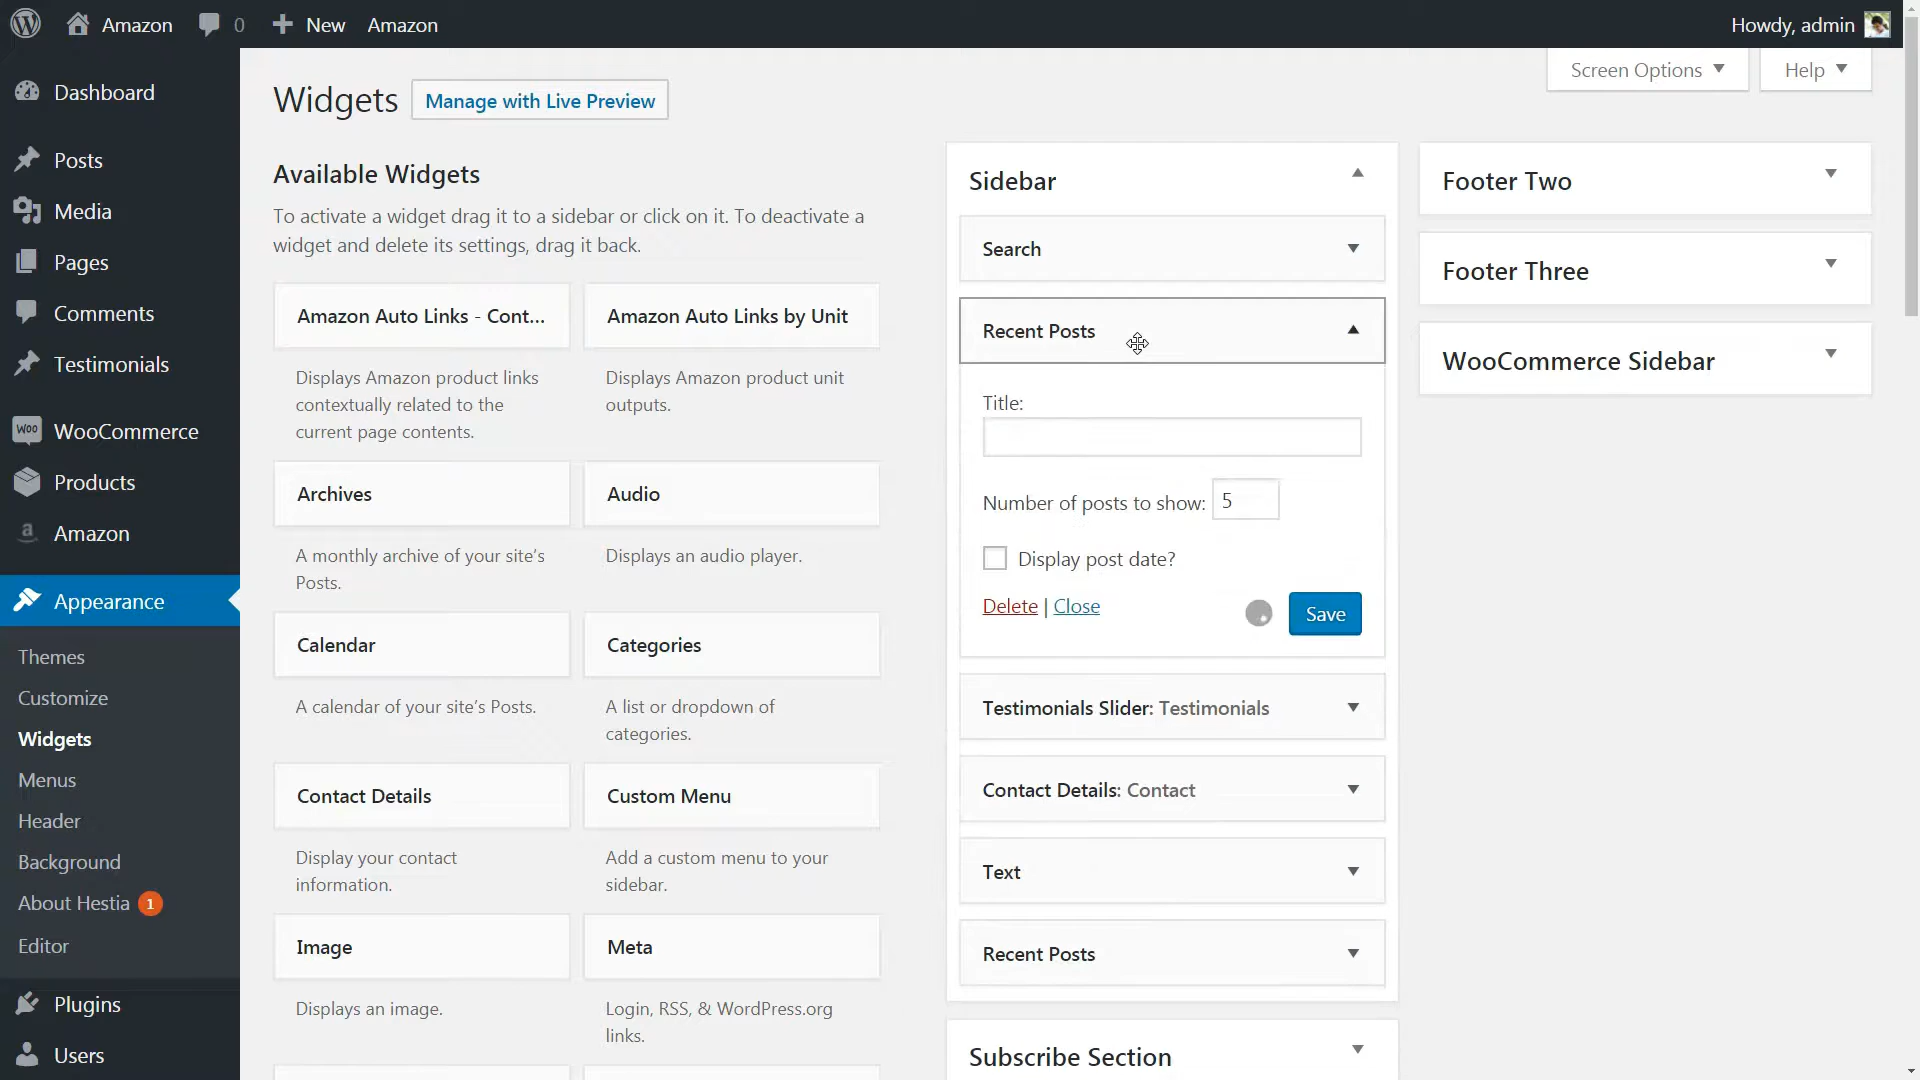 Amazon
0
New
Amazon
Howdy, admin
Dashboard
Posts
Media
Pages
Comments
Testimonials
Woo
WooCommerce
Products
a
Amazon
Appearance
Themes
Customize
Widgets
Menus
Header
Background
About Hestia 1
Editor
Plugins
Users
Screen Options
Help
Widgets
Manage with Live Preview
Available Widgets
To activate a widget drag it to a sidebar or click on it. To deactivate a
widget and delete its settings, drag it back.
Amazon Auto Links - Cont...
Displays Amazon product links
contextually related to the
current page contents.
Amazon Auto Links by Unit
Displays Amazon product unit
outputs.
Archives
A monthly archive of your site’s
Posts.
Audio
Displays an audio player.
Calendar
A calendar of your site’s Posts.
Categories
A list or dropdown of
categories.
Contact Details
Display your contact
information.
Custom Menu
Add a custom menu to your
sidebar.
Image
Displays an image.
Meta
Login, RSS, & WordPress.org
links.
Sidebar
Search
Recent Posts
Title:
Number of posts to show: 5
Display post date?
Delete | Close
Save
Testimonials Slider: Testimonials
Contact Details: Contact
Text
Recent Posts
Subscribe Section
Footer Two
Footer Three
WooCommerce Sidebar